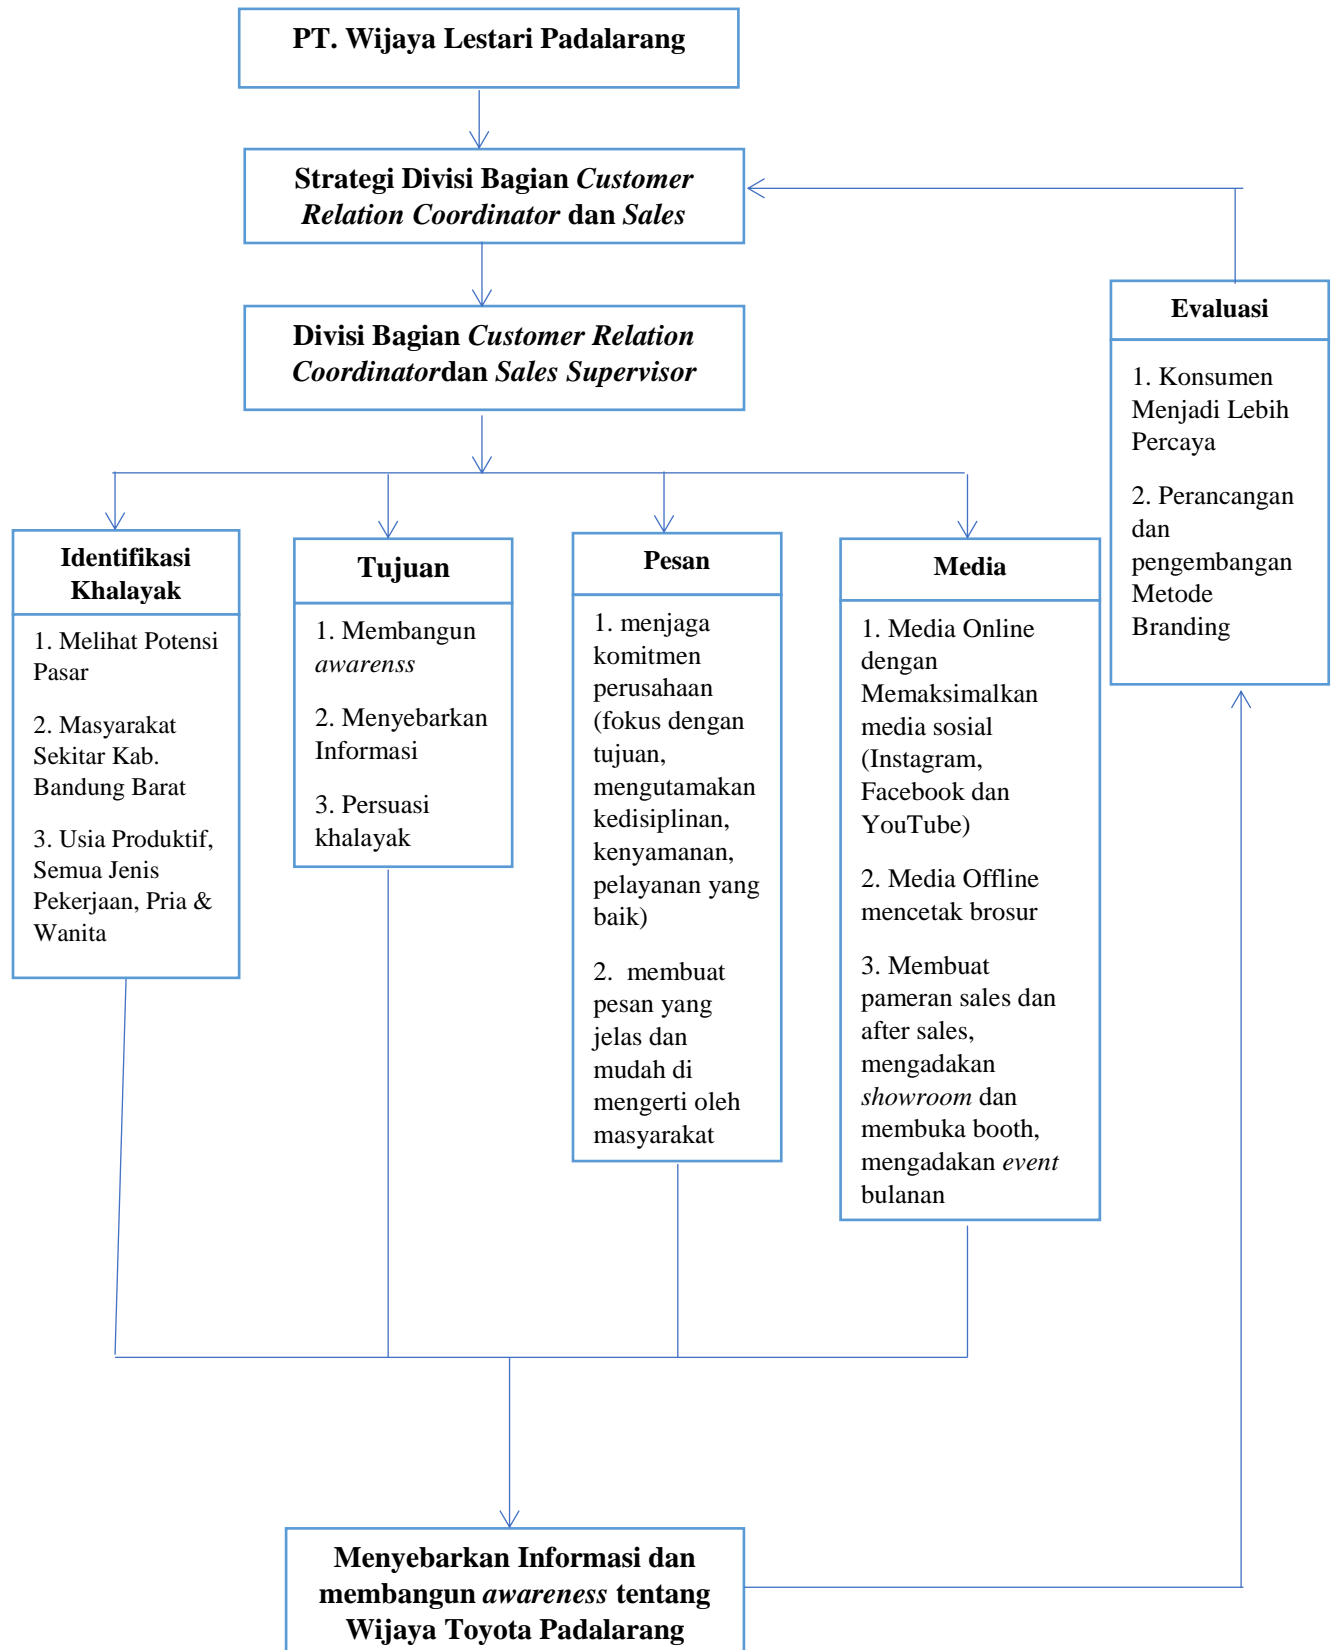 PT. Wijaya Lestari Padalarang
Strategi Divisi Bagian Customer
Relation Coordinator dan Sales
Divisi Bagian Customer Relation
Coordinatordan Sales Supervisor
Identifikasi
Khalayak
1. Melihat Potensi
Pasar
2. Masyarakat
Sekitar Kab.
Bandung Barat
3. Usia Produktif,
Semua Jenis
Pekerjaan, Pria &
Wanita
Tujuan
1. Membangun
awarenss
2. Menyebarkan
Informasi
3. Persuasi
khalayak
Pesan
1. menjaga
komitmen
perusahaan
(fokus dengan
tujuan,
mengutamakan
kedisiplinan,
kenyamanan,
pelayanan yang
baik)
2.  membuat
pesan yang
jelas dan
mudah di
mengerti oleh
masyarakat
Media
1. Media Online
dengan
Memaksimalkan
media sosial
(Instagram,
Facebook dan
YouTube)
2. Media Offline
mencetak brosur
3. Membuat
pameran sales dan
after sales,
mengadakan
showroom dan
membuka booth,
mengadakan event
bulanan
Evaluasi
1. Konsumen
Menjadi Lebih
Percaya
2. Perancangan
dan
pengembangan
Metode
Branding
Menyebarkan Informasi dan
membangun awareness tentang
Wijaya Toyota Padalarang